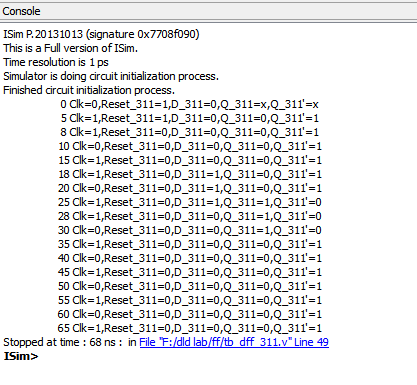 Console
ISim P.20131013 (signature 0x7708f090)
This is a Full version of ISim.
Time resolution is 1 ps
Simulator is doing circuit initialization process.
Finished circuit initialization process.
0 Clk=0,Reset_311=1,D_311=0,Q_311=x,Q_311'=x
5 Clk=1,Reset_311=1,D_311=0,Q_311=0,Q_311'=1
8 Clk=1,Reset_311=0,D_311=0,Q_311=0,Q_311'=1
10 Clk=0,Reset_311=0,D_311=0,Q_311=0,Q_311'=1
15 Clk=1,Reset_311=0,D_311=0,Q_311=0,Q_311'=1
18 Clk=1,Reset_311=0,D_311=1,Q_311=0,Q_311'=1
20 Clk=0,Reset_311=0,D_311=1,Q_311=0,Q_311'=1
25 Clk=1,Reset_311=0,D_311=1,Q_311=1,Q_311'=0
28 Clk=1,Reset_311=0,D_311=0,Q_311=1,Q_311'=0
30 Clk=0,Reset_311=0,D_311=0,Q_311=1,Q_311'=0
35 Clk=1,Reset_311=0,D_311=0,Q_311=0,Q_311'=1
40 Clk=0,Reset_311=0,D_311=0,Q_311=0,Q_311'=1
45 Clk=1,Reset_311=0,D_311=0,Q_311=0,Q_311'=1
50 Clk=0,Reset_311=0,D_311=0,Q_311=0,Q_311'=1
55 Clk=1,Reset_311=0,D_311=0,Q_311=0,Q_311'=1
60 Clk=0,Reset_311=0,D_311=0,Q_311=0,Q_311'=1
65 Clk=1,Reset_311=0,D_311=0,Q_311=0,Q_311'=1
Stopped at time : 68 ns : in File "F:/dld lab/ff/tb_dff_311.v" Line 49
ISim>